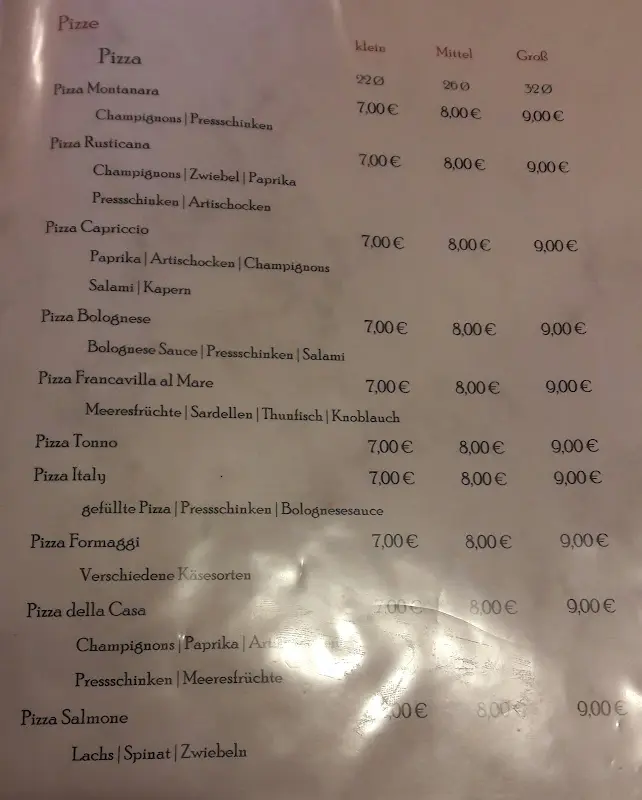 Pizze
Pizza klein Mittel Groß
22Ø 26Ø 32Ø
Pizza Montanara 7,00€ 8,00€ 9,00€
Champignons | Pressschinken
Pizza Rusticana 7,00€ 8,00€ 9,00€
Champignons | Zwiebel | Paprika
Pressschinken | Artischocken
Pizza Capriccio 7,00€ 8,00€ 9,00€
Paprika | Artischocken | Champignons
Salami | Kapern
Pizza Bolognese 7,00€ 8,00€ 9,00€
Bolognese Sauce | Pressschinken | Salami
Pizza Francavilla al Mare 7,00€ 8,00€ 9,00€
Meeresfrüchte | Sardellen | Thunfisch | Knoblauch
Pizza Tonno 7,00€ 8,00€ 9,00€
Pizza Italy 7,00€ 8,00€ 9,00€
gefüllte Pizza | Pressschinken | Bolognesesauce
Pizza Formaggi 7,00€ 8,00€ 9,00€
Verschiedene Käsesorten
Pizza della Casa 7,00€ 8,00€ 9,00€
Champignons | Paprika |
Pressschinken | Meeresfrüchte
Pizza Salmone 8,00€ 9,00€
Lachs | Spinat | Zwiebeln